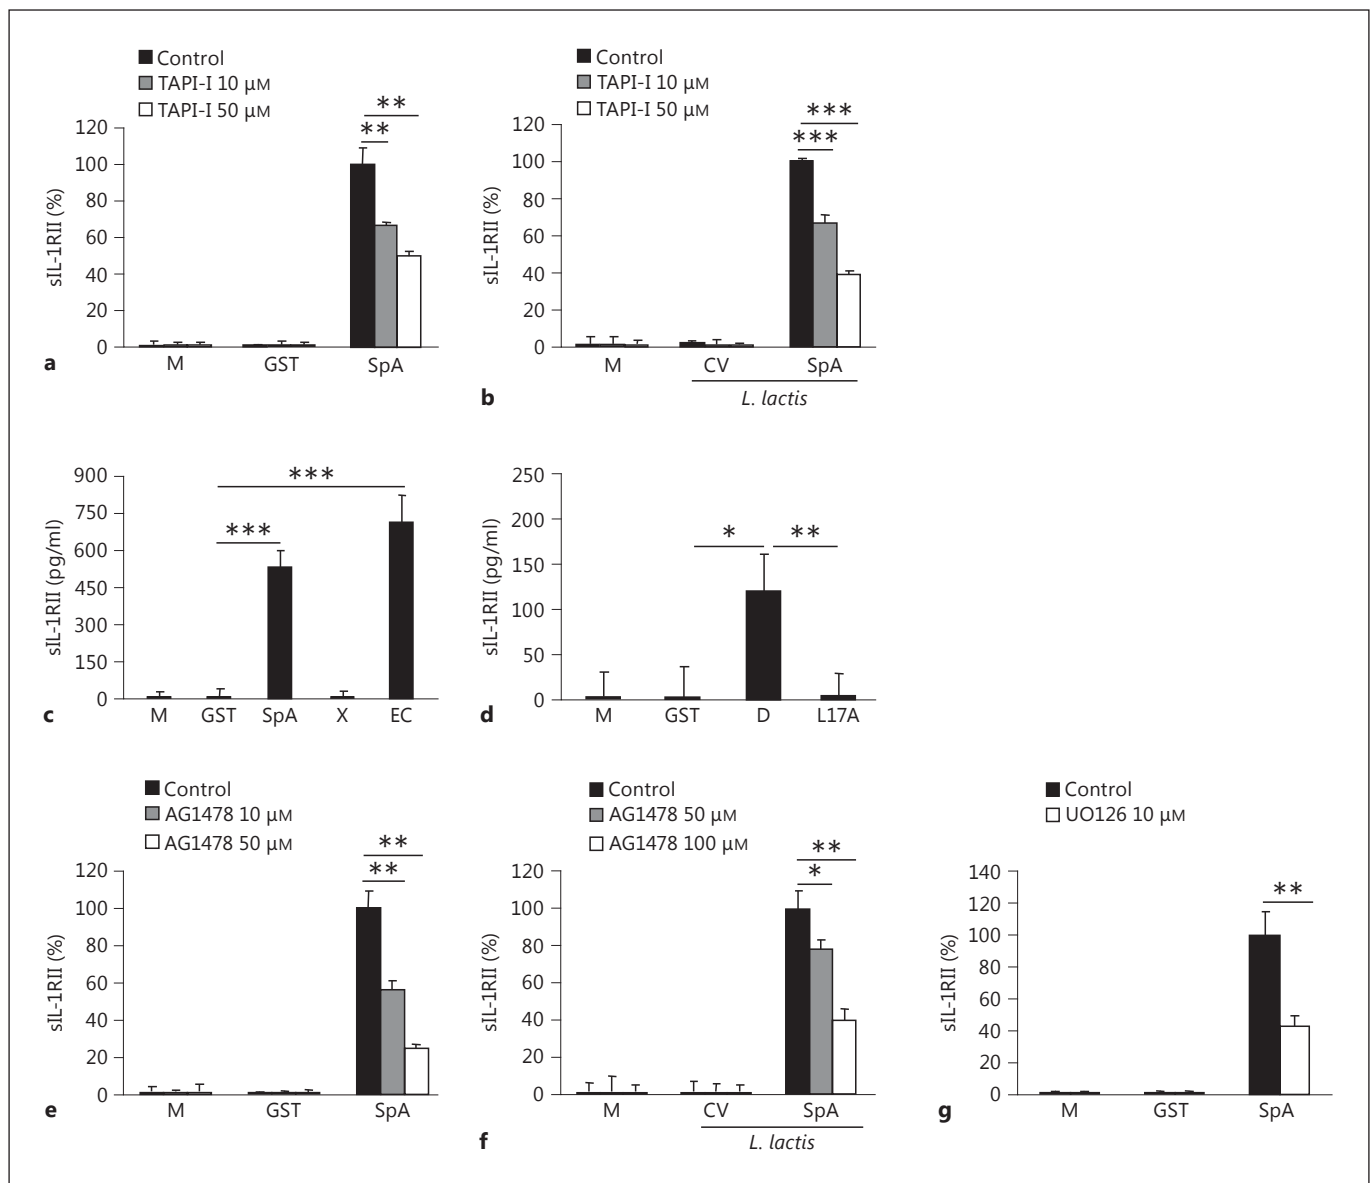 Control
TAPI-I 10 µM
TAPI-I 50 µM
**
**
120
100
80
60
40
20
0
sIL-1RII (%)
M GST SpA
a
Control
TAPI-I 10 µM
TAPI-I 50 µM
***
***
120
100
80
60
40
20
0
sIL-1RII (%)
M CV SpA
L. lactis
b
900
750
600
450
300
150
0
sIL-1RII (pg/ml)
***
***
M GST SpA X EC
c
250
200
150
100
50
0
sIL-1RII (pg/ml)
* **
M GST D L17A
d
Control
AG1478 10 µM
AG1478 50 µM
**
**
120
100
80
60
40
20
0
sIL-1RII (%)
M GST SpA
e
Control
AG1478 50 µM
AG1478 100 µM
**
*
120
100
80
60
40
20
0
sIL-1RII (%)
M CV SpA
L. lactis
f
Control
UO126 10 µM
**
140
120
100
80
60
40
20
0
sIL-1RII (%)
M GST SpA
g